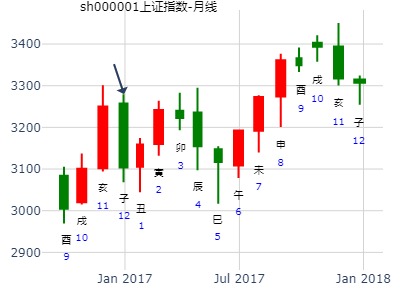 sh000001上证指数-月线
3400
3300
3200
3100
3000
2900
酉
9
戌
10
亥
11
子
12
丑
1
寅
2
卯
3
辰
4
巳
5
午
6
未
7
申
8
酉
9
戌
10
亥
11
子
12
Jan 2017
Jul 2017
Jan 2018